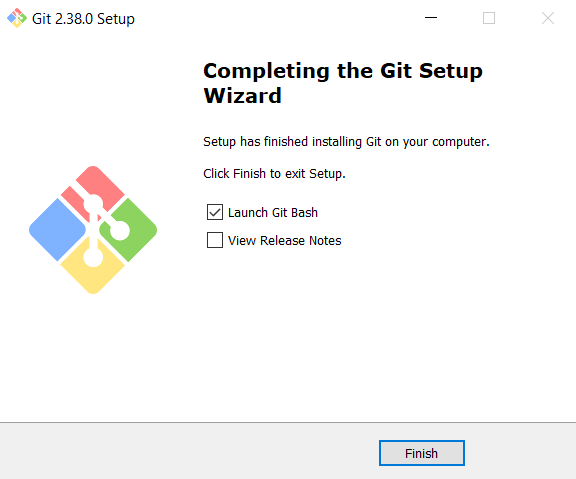 Git 2.38.0 Setup
Completing the Git Setup
Wizard
Setup has finished installing Git on your computer.
Click Finish to exit Setup.
Launch Git Bash
View Release Notes
Finish